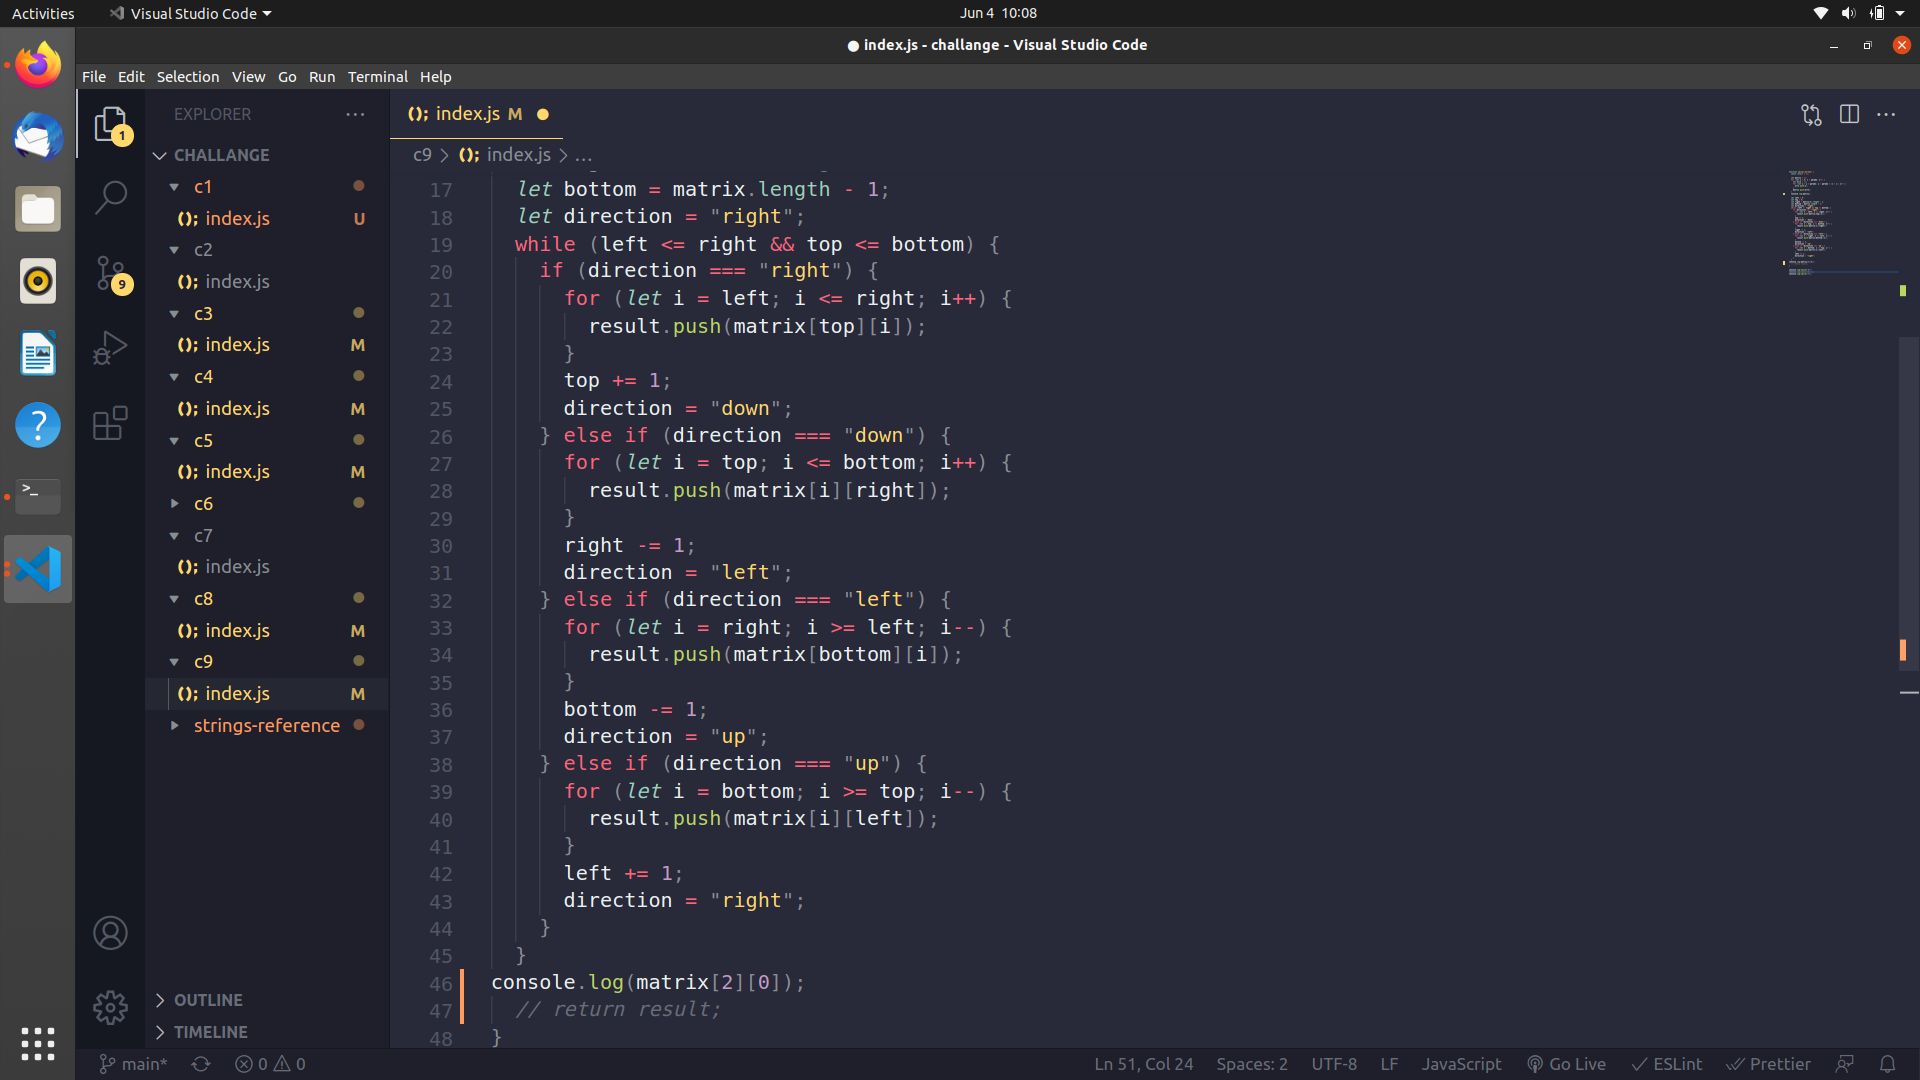 Activities
Visual Studio Code
Jun 4 10:08
index.js - challange - Visual Studio Code
File Edit Selection View Go Run Terminal Help
EXPLORER
CHALLANGE
c1
(); index.js U
c2
(); index.js
c3
(); index.js M
c4
(); index.js M
c5
(); index.js M
c6
c7
(); index.js
c8
(); index.js M
c9
(); index.js M
strings-reference
OUTLINE
TIMELINE
1
9
(); index.js M
c9 > (); index.js > ...
17 let bottom = matrix.length - 1;
18 let direction = "right";
19 while (left <= right && top <= bottom) {
20 if (direction === "right") {
21 for (let i = left; i <= right; i++) {
22 result.push(matrix[top][i]);
23 }
24 top += 1;
25 direction = "down";
26 } else if (direction === "down") {
27 for (let i = top; i <= bottom; i++) {
28 result.push(matrix[i][right]);
29 }
30 right -= 1;
31 direction = "left";
32 } else if (direction === "left") {
33 for (let i = right; i >= left; i--) {
34 result.push(matrix[bottom][i]);
35 }
36 bottom -= 1;
37 direction = "up";
38 } else if (direction === "up") {
39 for (let i = bottom; i >= top; i--) {
40 result.push(matrix[i][left]);
41 }
42 left += 1;
43 direction = "right";
44 }
45 }
46 console.log(matrix[2][0]);
47 // return result;
48 }
main* 0 0 Ln 51, Col 24 Spaces: 2 UTF-8 LF JavaScript Go Live ESLint Prettier